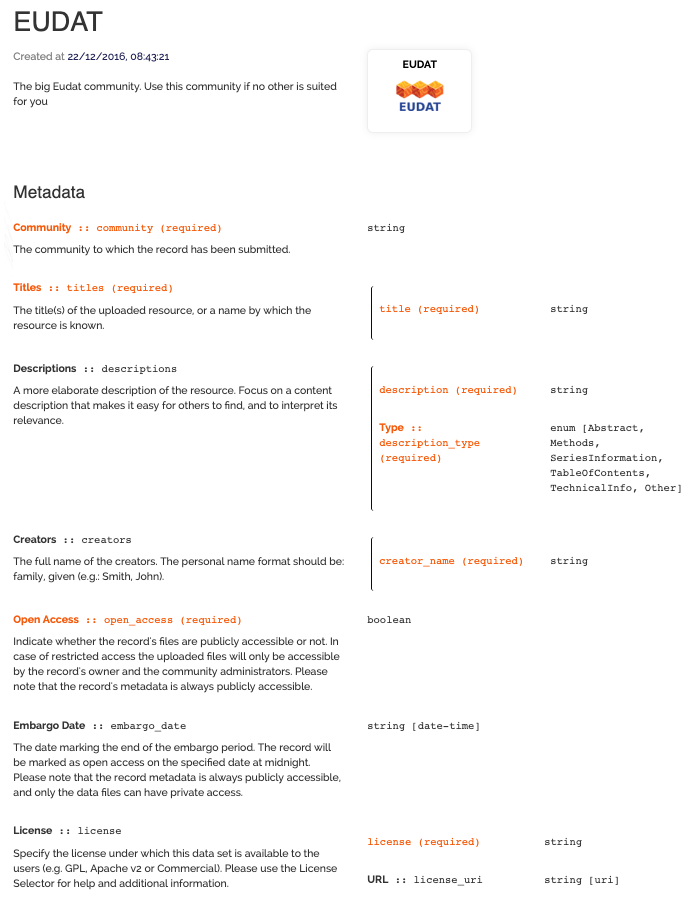 EUDAT
Created at 22/12/2016, 08:43:21
The big Eudat community. Use this community if no other is suited
for you
EUDAT
EUDAT
Metadata
Community :: community (required)
string
The community to which the record has been submitted.
Titles :: titles (required)
The title(s) of the uploaded resource, or a name by which the
resource is known.
title (required)
string
Descriptions :: descriptions
A more elaborate description of the resource. Focus on a content
description that makes it easy for others to find, and to interpret its
relevance.
description (required)
string
Type ::
description_type
(required)
enum [Abstract,
Methods,
SeriesInformation,
TableOfContents,
TechnicalInfo, Other]
Creators :: creators
The full name of the creators. The personal name format should be:
family, given (e.g.: Smith, John).
creator_name (required)
string
Open Access :: open_access (required)
boolean
Indicate whether the record's files are publicly accessible or not. In
case of restricted access the uploaded files will only be accessible
by the record's owner and the community administrators. Please
note that the record's metadata is always publicly accessible.
Embargo Date :: embargo_date
string [date-time]
The date marking the end of the embargo period. The record will
be marked as open access on the specified date at midnight.
Please note that the record metadata is always publicly accessible,
and only the data files can have private access.
License :: license
Specify the license under which this data set is available to the
users (e.g. GPL, Apache v2 or Commercial). Please use the License
Selector for help and additional information.
license (required)
string
URL :: license_uri
string [uri]